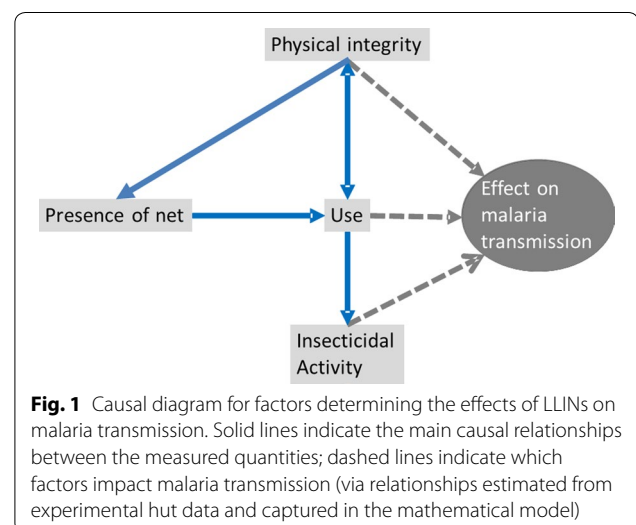 Physical integrity
Presence of net
Use
Effect on
malaria
transmission
Insecticidal
Activity
Fig. 1 Causal diagram for factors determining the effects of LLINs on
malaria transmission. Solid lines indicate the main causal relationships
between the measured quantities; dashed lines indicate which
factors impact malaria transmission (via relationships estimated from
experimental hut data and captured in the mathematical model)